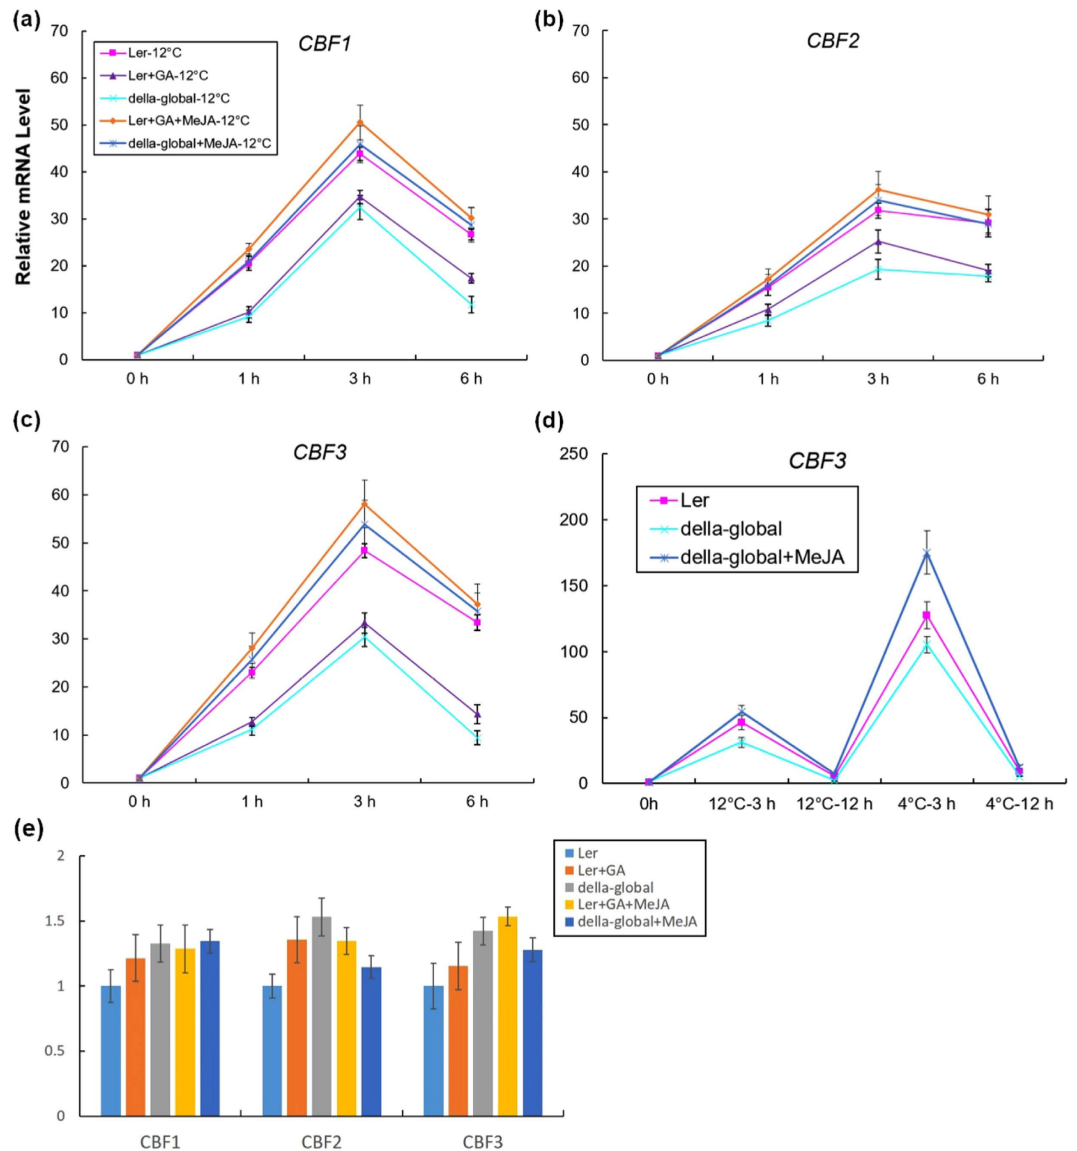 (a)
70
60
50
40
30
20
10
0
Relative mRNA Level
CBF1
Ler-12°C
Ler+GA-12°C
della-global-12°C
Ler+GA+MeJA-12°C
della-global+MeJA-12°C
0 h 1 h 3 h 6 h
(b)
70
60
50
40
30
20
10
0
CBF2
0 h 1 h 3 h 6 h
(c)
70
60
50
40
30
20
10
0
CBF3
0 h 1 h 3 h 6 h
(d)
250
200
150
100
50
0
CBF3
Ler
della-global
della-global+MeJA
0h 12°C-3 h 12°C-12 h 4°C-3 h 4°C-12 h
(e)
2
1.5
1
0.5
0
Ler
Ler+GA
della-global
Ler+GA+MeJA
della-global+MeJA
CBF1 CBF2 CBF3